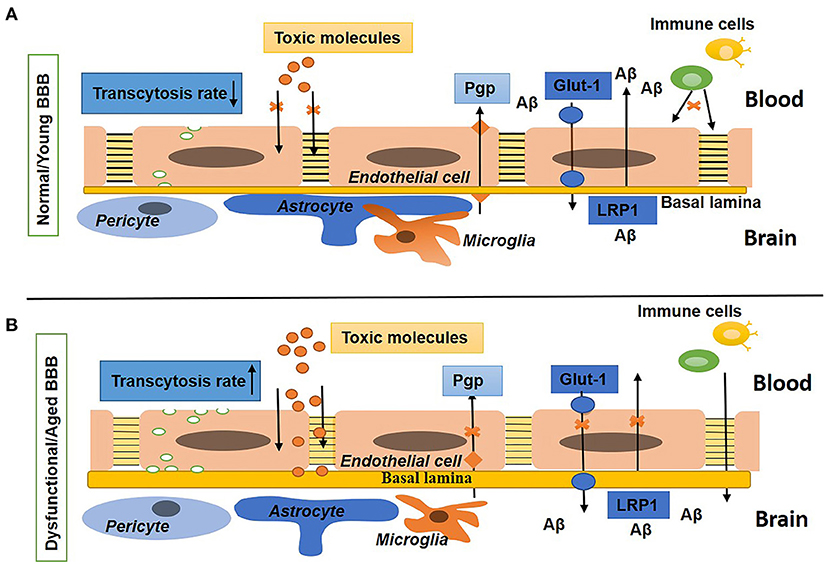 A
Normal/Young BBB
Toxic molecules
Immune cells
Transcytosis rate
Pgp
Aβ
Glut-1
Aβ
Aβ
Blood
Endothelial cell
Pericyte
Astrocyte
Microglia
LRP1
Basal lamina
Aβ
Brain
B
Dysfunctional/Aged BBB
Toxic molecules
Immune cells
Transcytosis rate
Pgp
Glut-1
Blood
Endothelial cell
Basal lamina
Pericyte
Astrocyte
Microglia
Aβ
LRP1
Aβ
Aβ
Brain